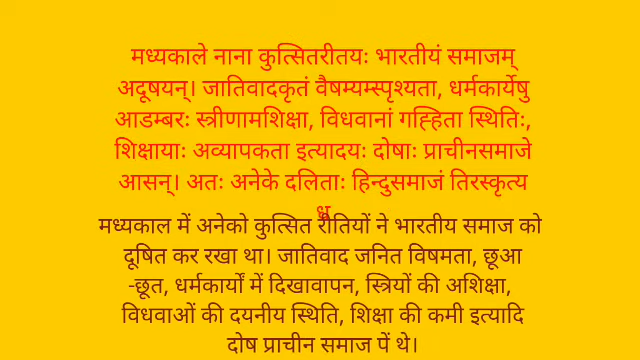 मध्यकाले नाना कुत्सितरीतयः भारतीयं समाजम्
अदूषयन्। जातिवादकृतं वैषम्यम्स्पृश्यता, धर्मकार्येषु
आडम्बरः स्त्रीणामशिक्षा, विधवानां गह्हिता स्थितिः,
शिक्षायाः अव्यापकता इत्यादयः दोषाः प्राचीनसमाजे
आसन्। अतः अनेके दलिताः हिन्दुसमाजं तिरस्कृत्य
मध्यकाल में अनेको कुत्सित रीतियों ने भारतीय समाज को
दूषित कर रखा था। जातिवाद जनित विषमता, छूआ
-छूत, धर्मकार्यों में दिखावापन, स्त्रियों की अशिक्षा,
विधवाओं की दयनीय स्थिति, शिक्षा की कमी इत्यादि
दोष प्राचीन समाज पें थे।